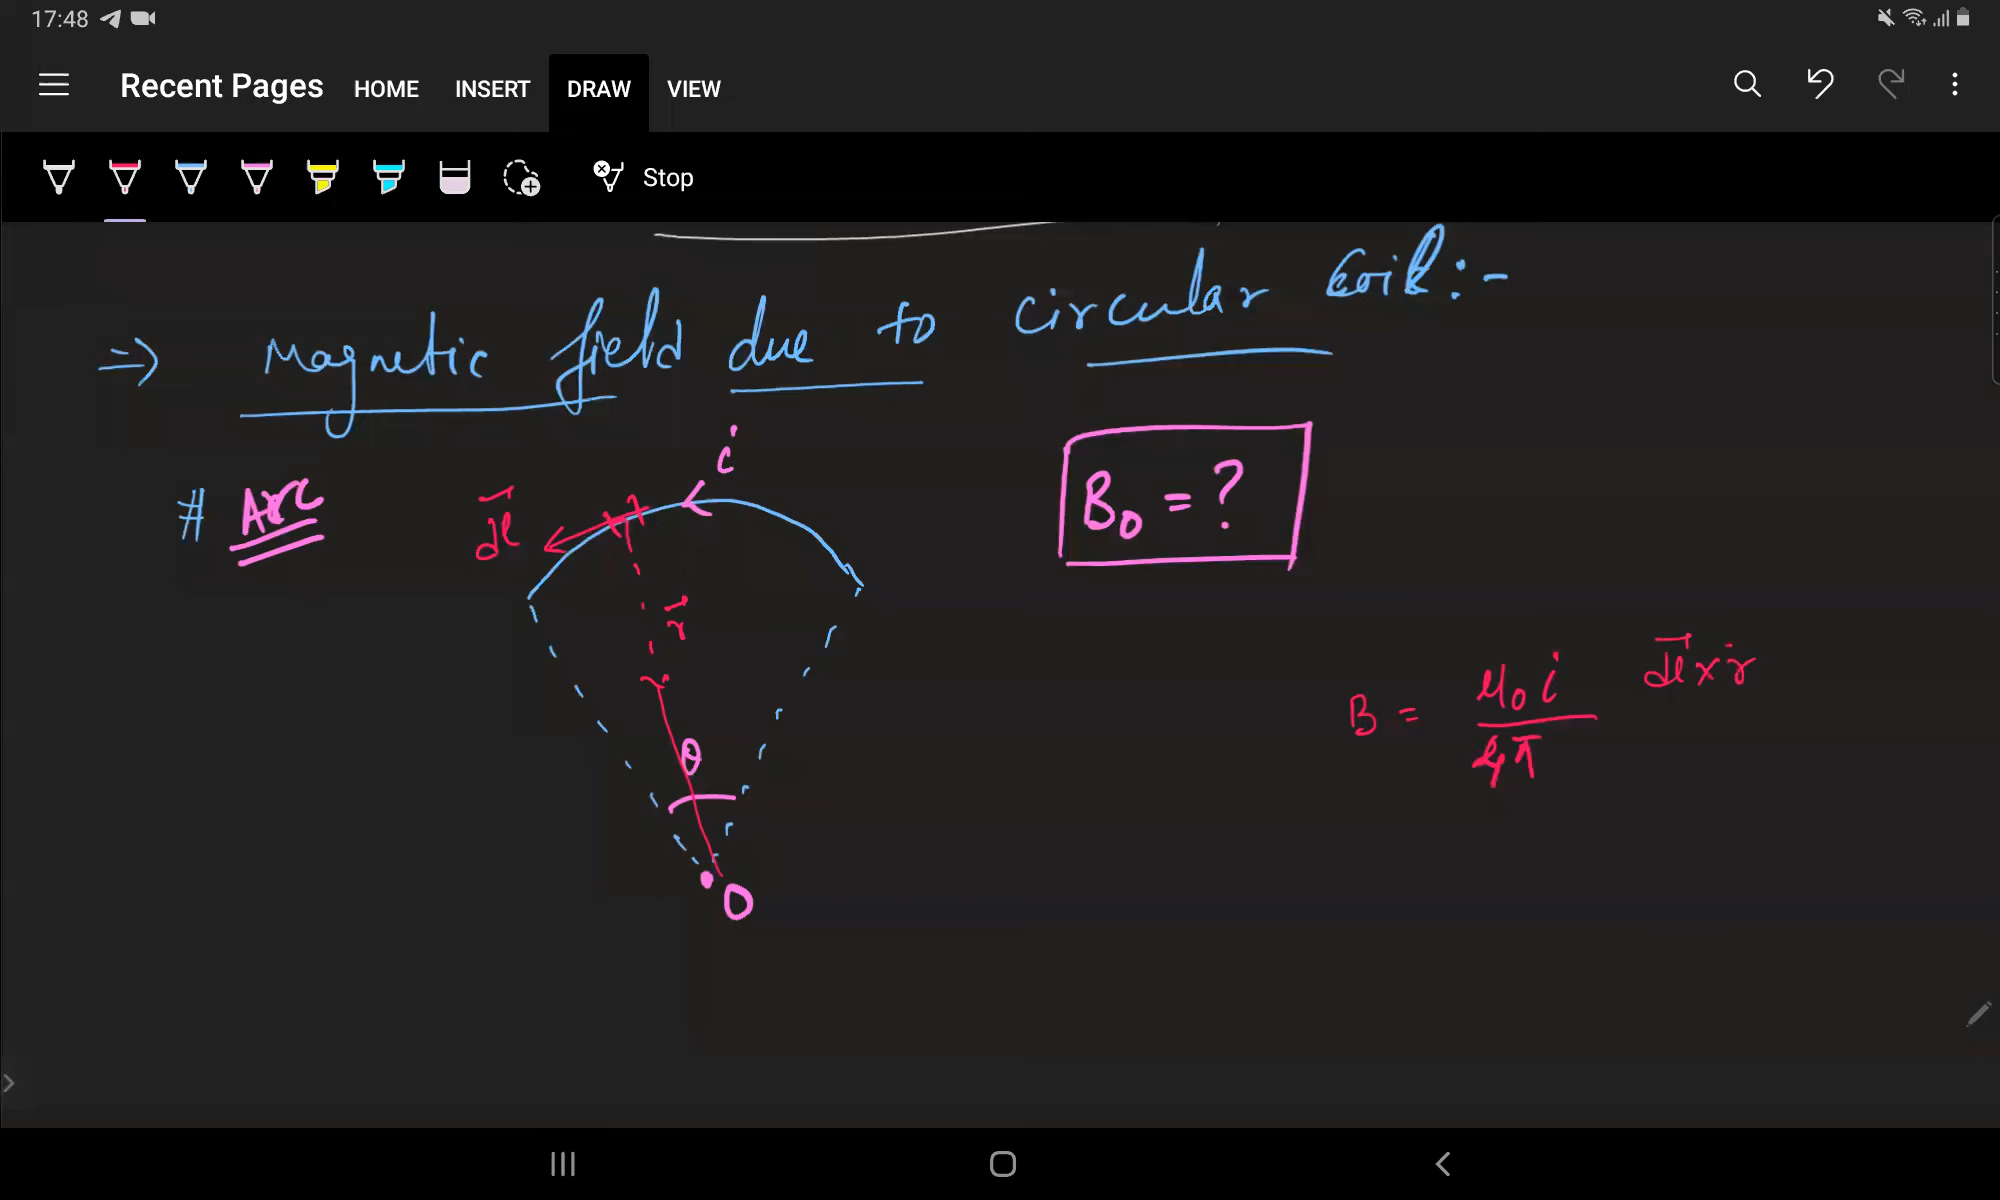 17:48
Recent Pages HOME INSERT DRAW VIEW
Stop
⇒ Magnetic field due to circular Coil:-
# Arc
i
dl
r
θ
O
B₀ = ?
B = μ₀ i / 4π dl × r